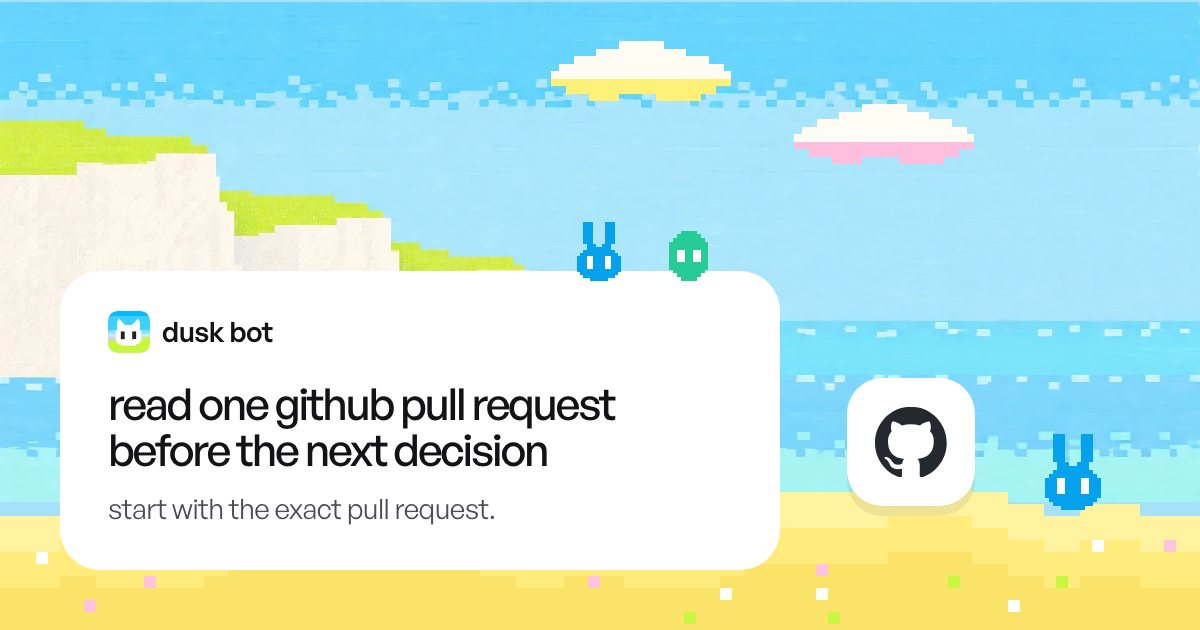 dusk bot
read one github pull request
before the next decision
start with the exact pull request.